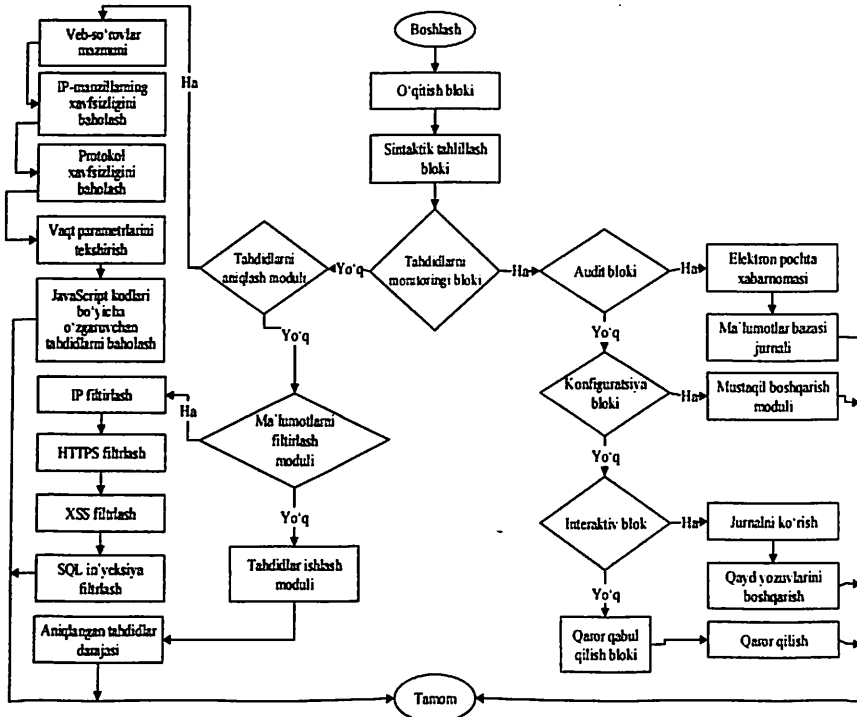 Boshlash
O‘qitish bloki
Sintaktik tahlillash
bloki
Tahdidlarni
monitoringi bloki
Yo‘q
Ha
Tahdidlarni
aniqlash moduli
Ha
Yo‘q
Veb-so‘rovlar
mazmuni
IP-manzillarning
xavfsizligini
baholash
Protokol
xavfsizligini
baholash
Vaqt parametrlarini
tekshirish
JavaScript kodlari
bo‘yicha
o‘zgaruvchan
tahdidlarni baholash
Ma`lumotlarni
filtirlash
moduli
Ha
Yo‘q
IP filtirlash
HTTPS filtrlash
XSS filtrlash
SQL in’yeksiya
filtrlash
Tahdidlar ishlash
moduli
Aniqlangan tahdidlar
darajasi
Audit bloki
Ha
Yo‘q
Elektron pochta
xabarnomasi
Ma`lumotlar bazasi
jurnali
Konfiguratsiya
bloki
Ha
Yo‘q
Mustaqil boshqarish
moduli
Interaktiv blok
Ha
Yo‘q
Jurnalni ko‘rish
Qayd yozuvlarini
boshqarish
Qaror qabul
qilish bloki
Qaror qilish
Tamom